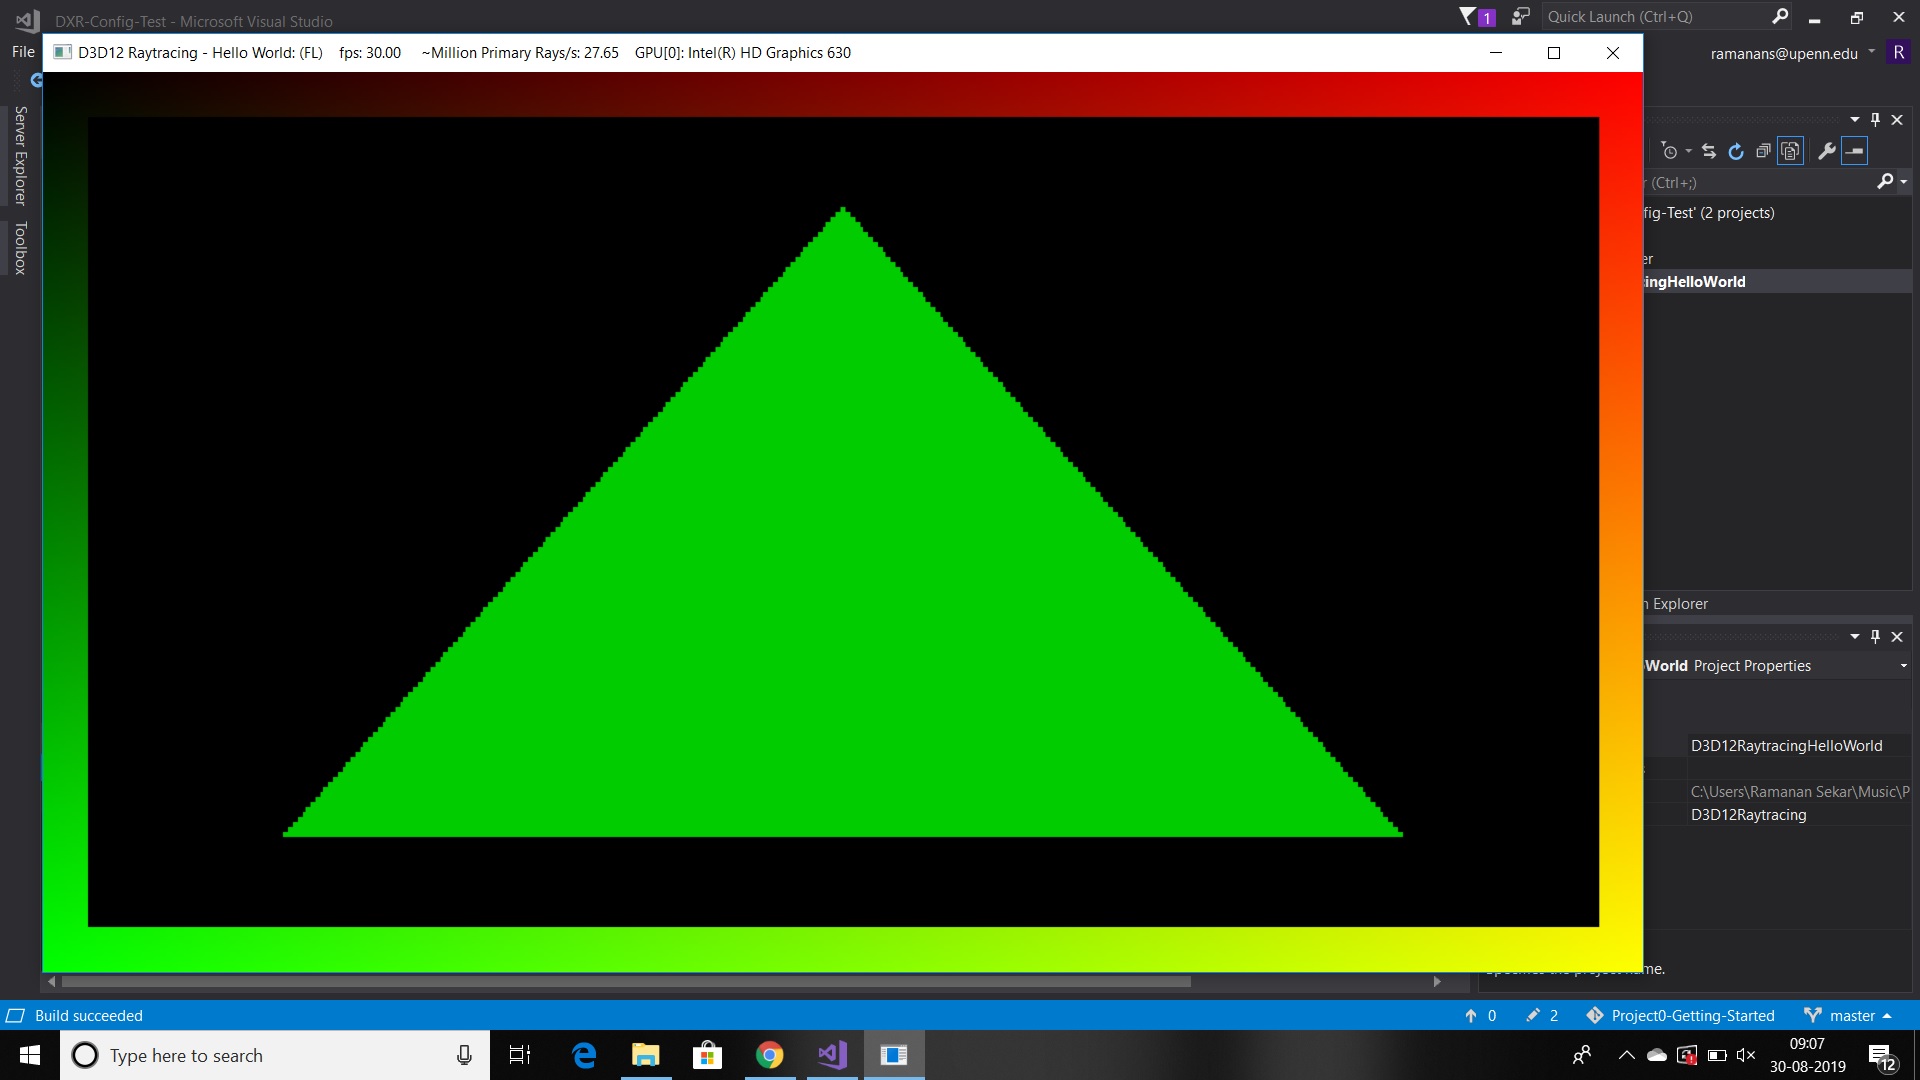 DXR-Config-Test - Microsoft Visual Studio
1
Quick Launch (Ctrl+Q)
File
D3D12 Raytracing - Hello World: (FL) fps: 30.00 ~Million Primary Rays/s: 27.65 GPU[0]: Intel(R) HD Graphics 630
ramanans@upenn.edu
R
Server Explorer
Toolbox
(Ctrl+;)
fig-Test' (2 projects)
er
ingHelloWorld
Explorer
World Project Properties
D3D12RaytracingHelloWorld
C:\Users\Ramanan Sekar\Music\P
D3D12Raytracing
Build succeeded
0
2
Project0-Getting-Started
master
Type here to search
09:07
30-08-2019
12